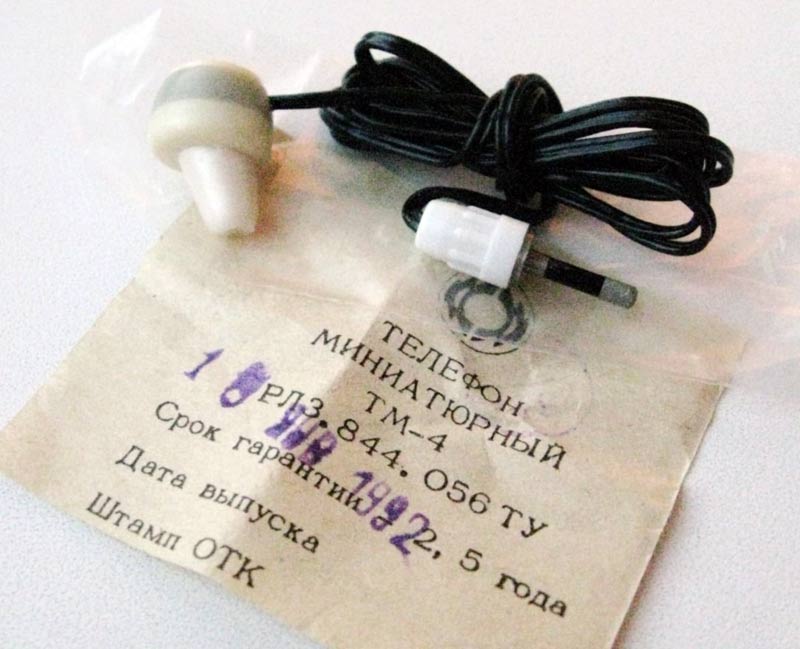 ТЕЛЕФОН
МИНИАТЮРНЫЙ
ТМ-4
РЛ3.844.056 ТУ
Срок гарантии 2,5 года
Дата выпуска
1992
Штамп ОТК